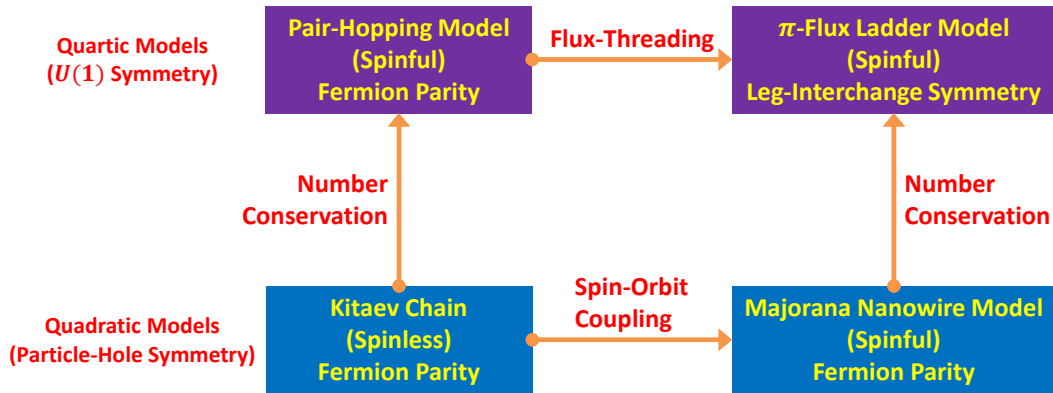 Quartic Models
(U(1) Symmetry)
Pair-Hopping Model
(Spinful)
Fermion Parity
Flux-Threading
π-Flux Ladder Model
(Spinful)
Leg-Interchange Symmetry
Number
Conservation
Number
Conservation
Quadratic Models
(Particle-Hole Symmetry)
Kitaev Chain
(Spinless)
Fermion Parity
Spin-Orbit
Coupling
Majorana Nanowire Model
(Spinful)
Fermion Parity